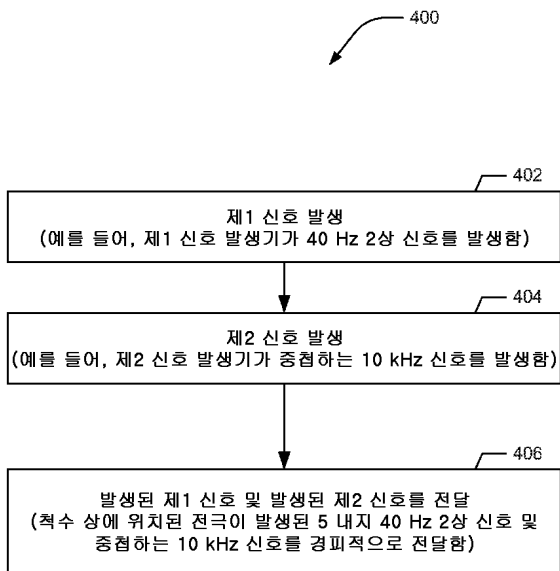 400
402
제1 신호 발생
(예를 들어, 제1 신호 발생기가 40 Hz 2상 신호를 발생함)
404
제2 신호 발생
(예를 들어, 제2 신호 발생기가 중첩하는 10 kHz 신호를 발생함)
406
발생된 제1 신호 및 발생된 제2 신호를 전달
(척수 상에 위치된 전극이 발생된 5 내지 40 Hz 2상 신호 및
중첩하는 10 kHz 신호를 경피적으로 전달함)